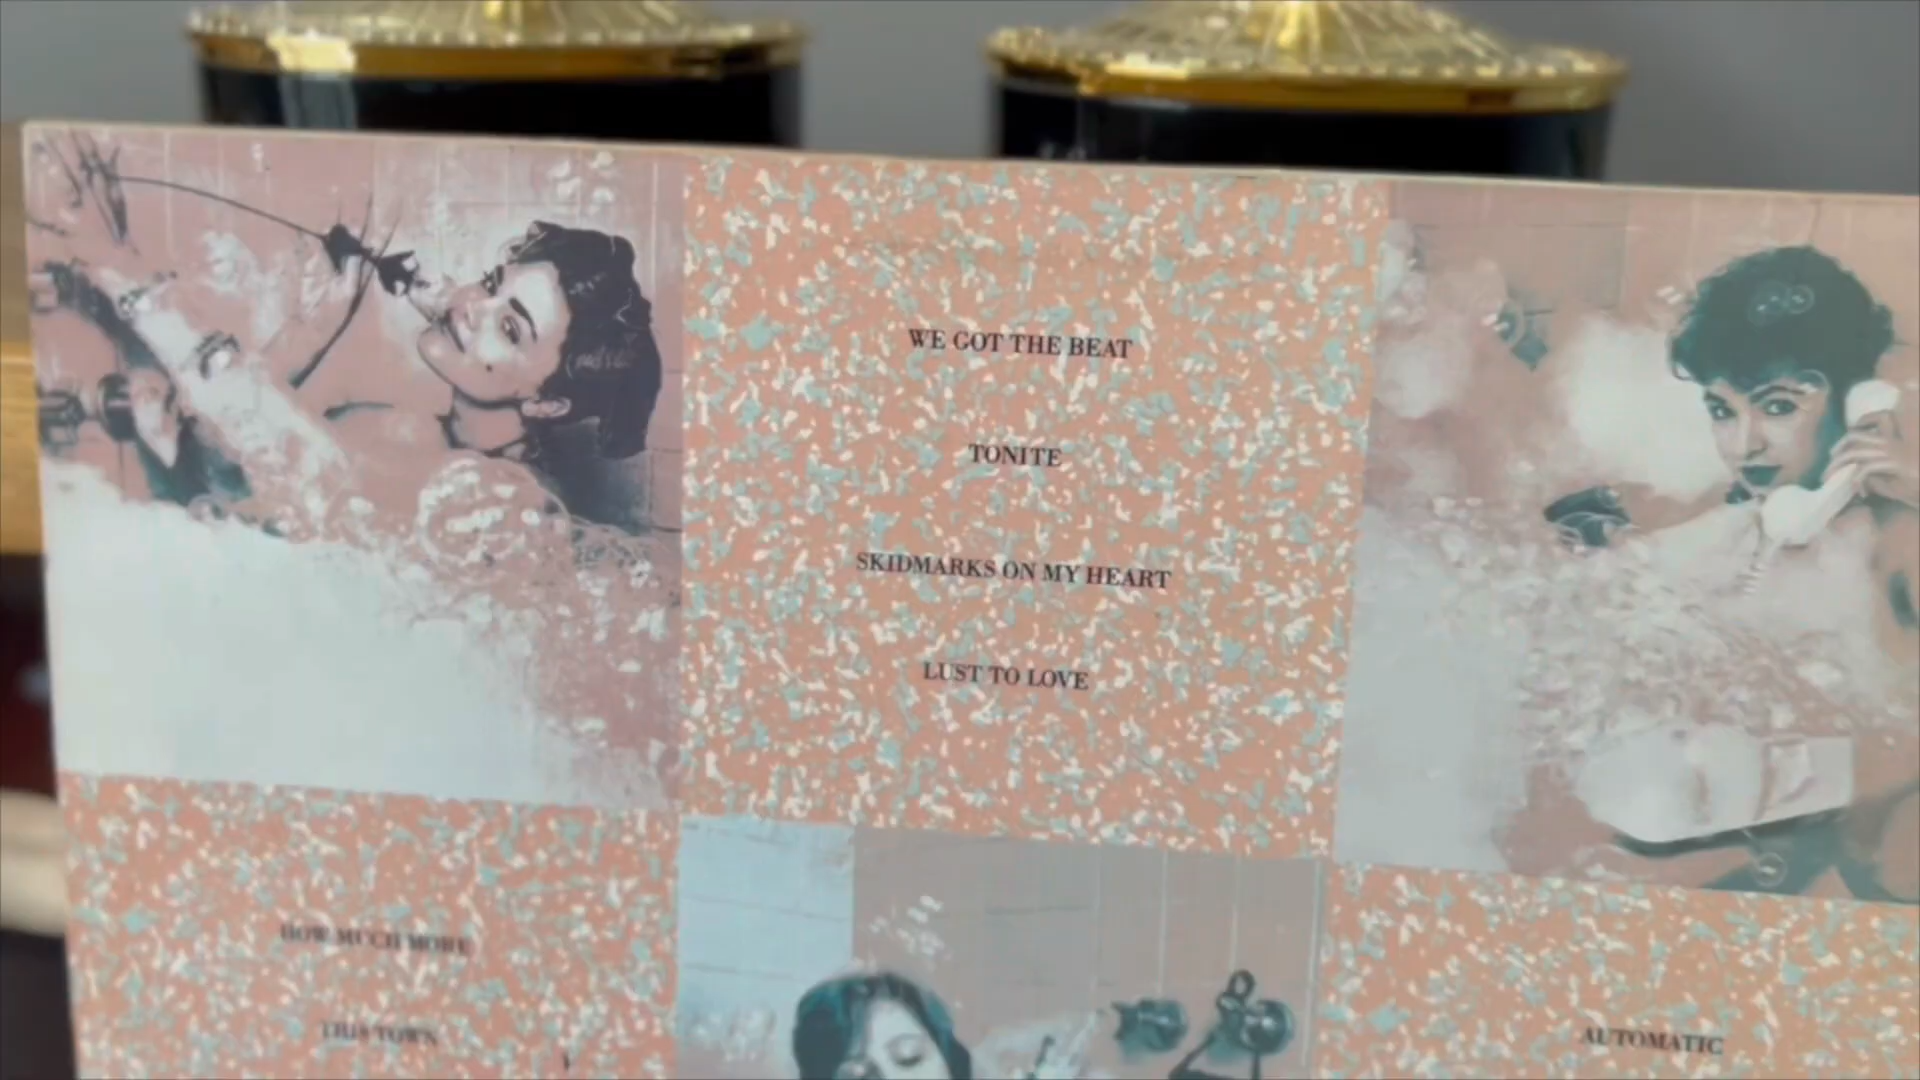 WE GOT THE BEAT
TONITE
SKIDMARKS ON MY HEART
LUST TO LOVE
HOW MUCH MORE
THIS TOWN
AUTOMATIC